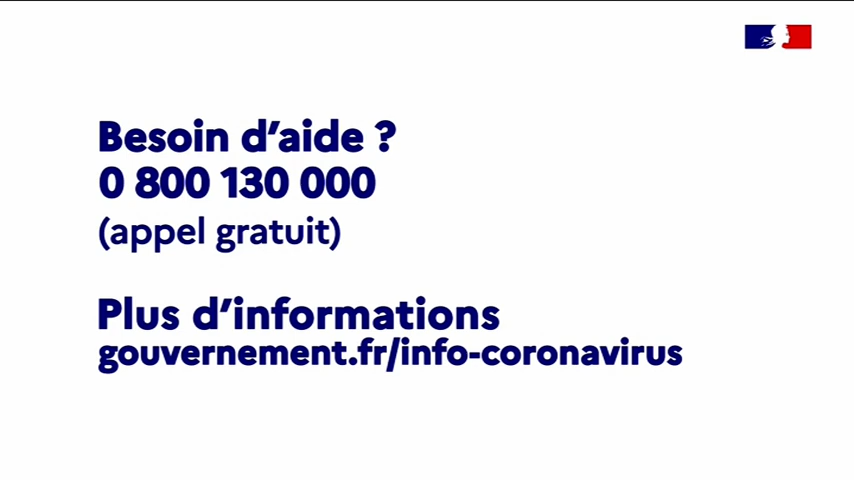 Besoin d’aide ?
0 800 130 000
(appel gratuit)
Plus d’informations
gouvernement.fr/info-coronavirus